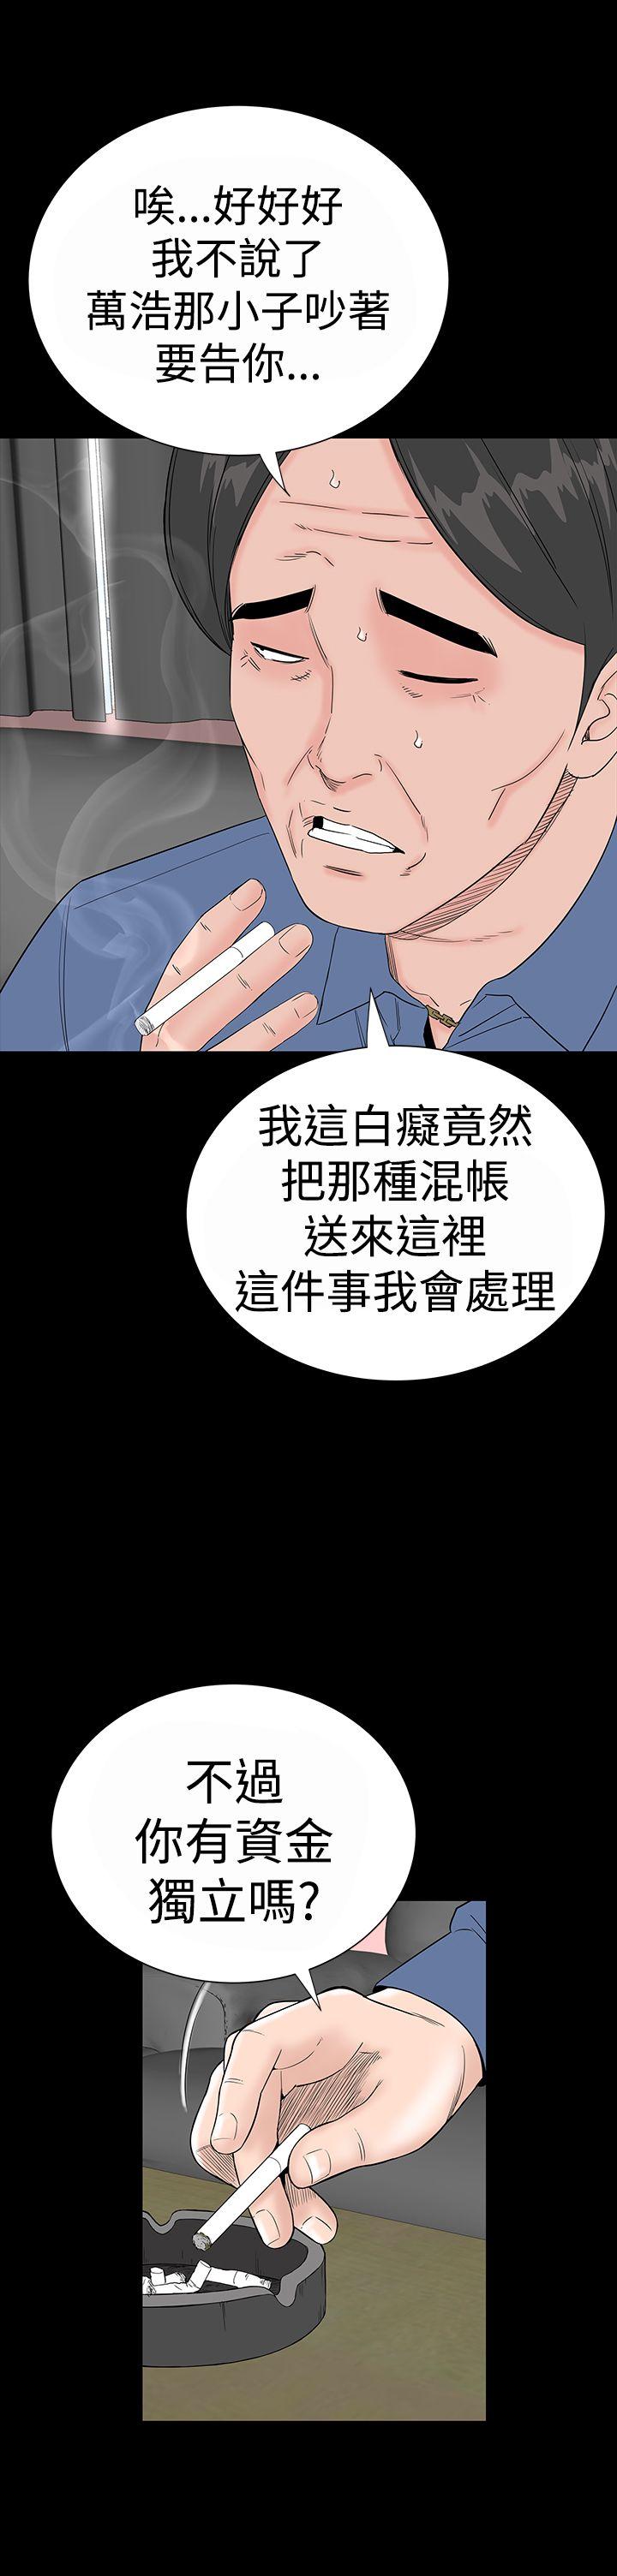 唉...好好好
我不說了
萬浩那小子吵著
要告你...
我這白癡竟然
把那種混帳
送來這裡
這件事我會處理
不過
你有資金
獨立嗎?